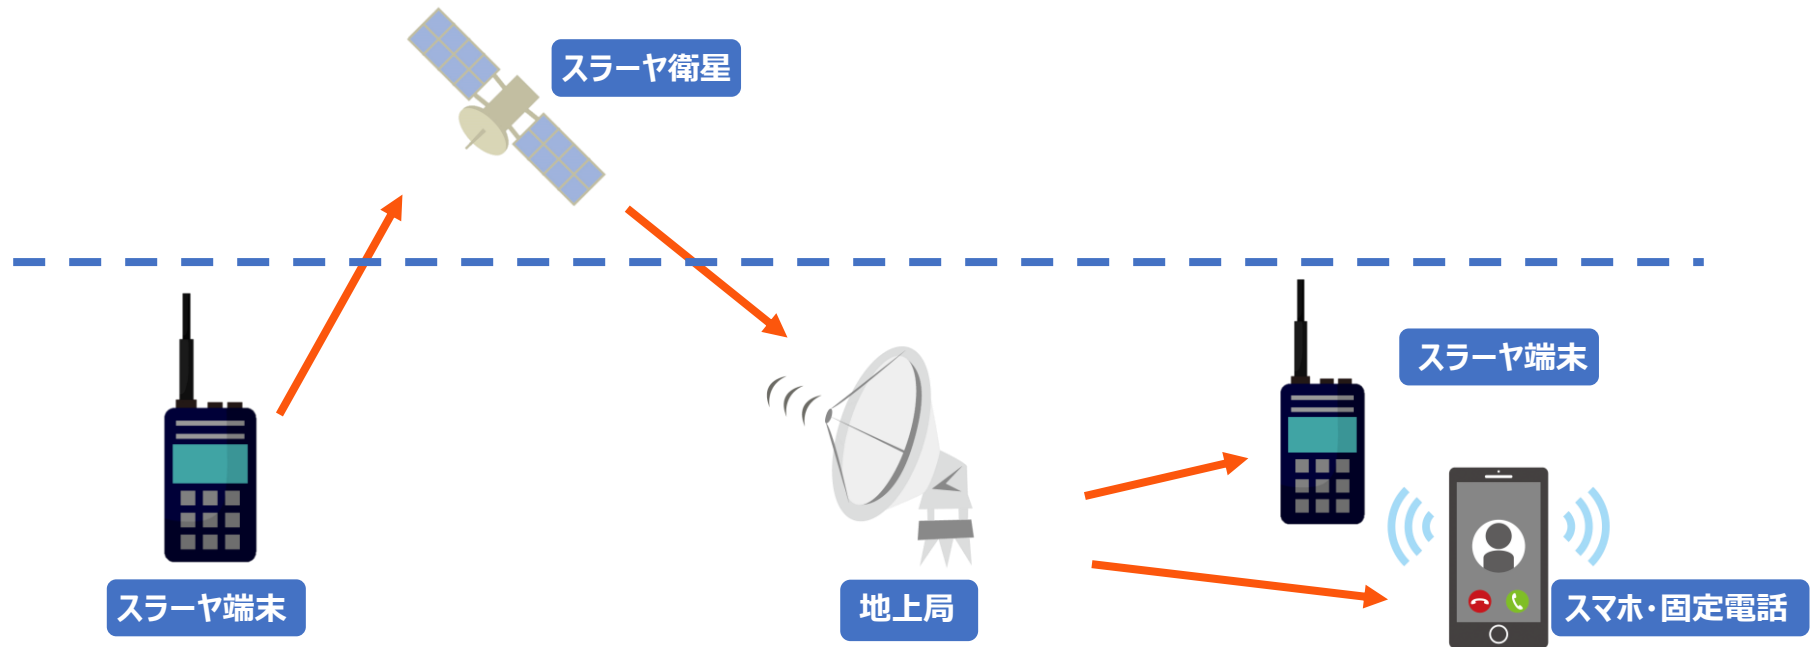 スラーヤ衛星
スラーヤ端末
スラーヤ端末
地上局
スマホ・固定電話